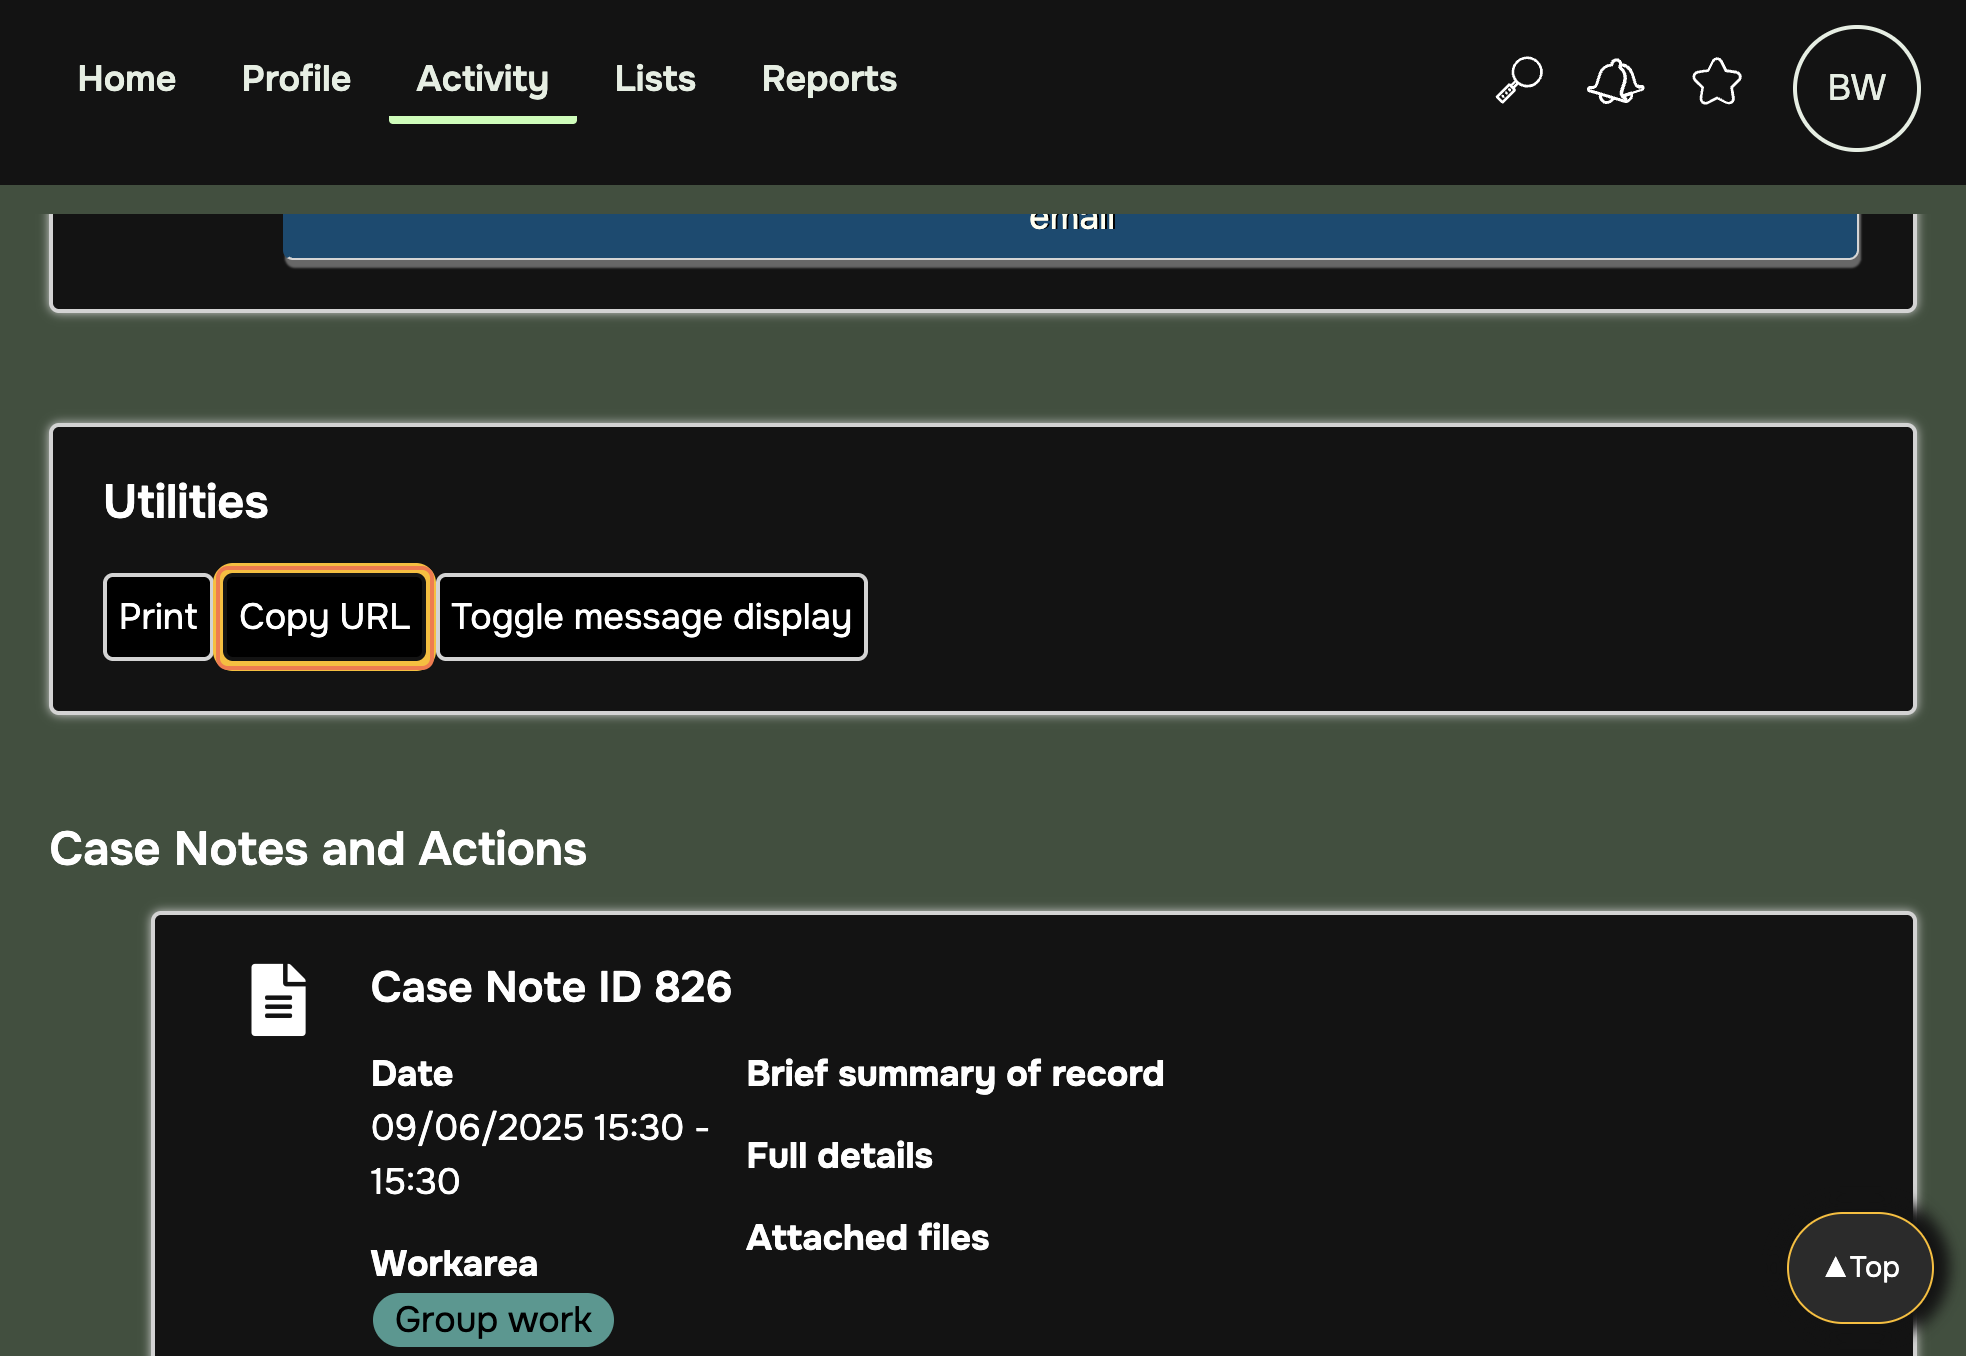 Home Profile Activity Lists Reports
BW
email
Utilities
Print Copy URL Toggle message display
Case Notes and Actions
Case Note ID 826
Date
09/06/2025 15:30 -
15:30
Workarea
Group work
Brief summary of record
Full details
Attached files
▲Top